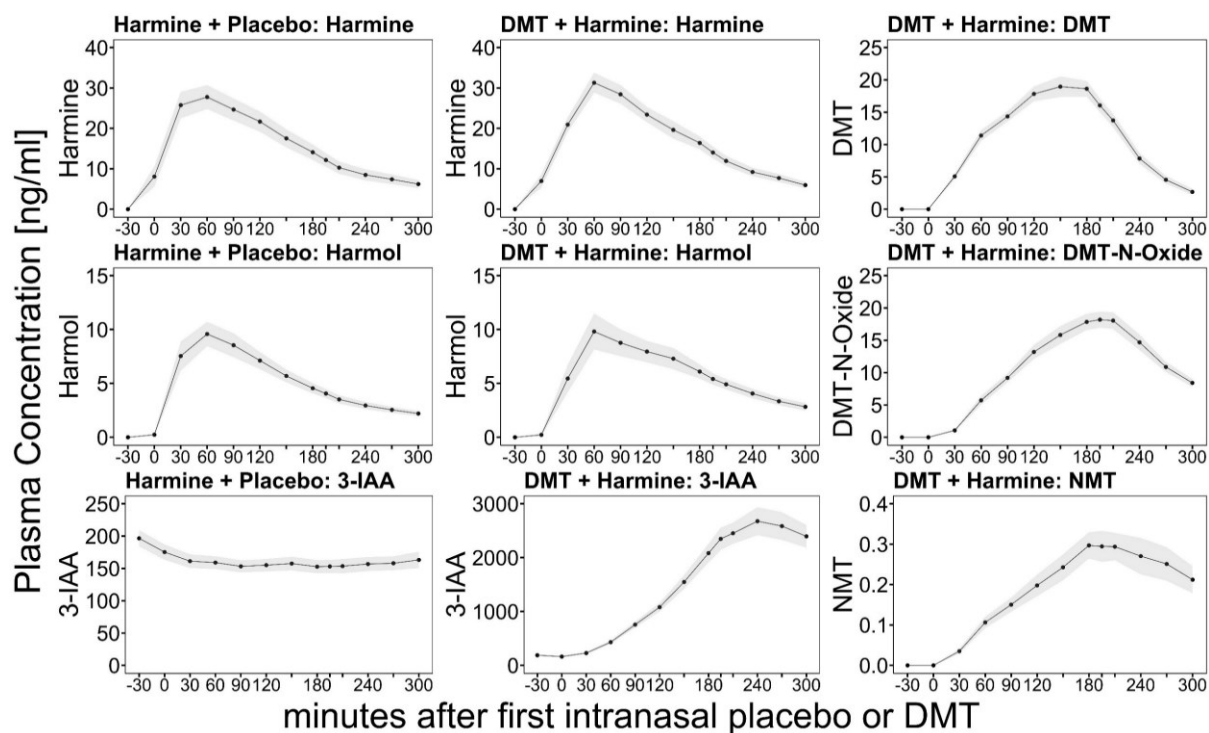 Plasma Concentration [ng/ml]
Harmine + Placebo: Harmine
Harmine
40
30
20
10
0
-30 0 30 60 90 120 180 240 300
DMT + Harmine: Harmine
Harmine
40
30
20
10
0
-30 0 30 60 90 120 180 240 300
DMT + Harmine: DMT
DMT
25
20
15
10
5
0
-30 0 30 60 90 120 180 240 300
Harmine + Placebo: Harmol
Harmol
15
10
5
0
-30 0 30 60 90 120 180 240 300
DMT + Harmine: Harmol
Harmol
15
10
5
0
-30 0 30 60 90 120 180 240 300
DMT + Harmine: DMT-N-Oxide
DMT-N-Oxide
25
20
15
10
5
0
-30 0 30 60 90 120 180 240 300
Harmine + Placebo: 3-IAA
3-IAA
250
200
150
100
50
0
-30 0 30 60 90 120 180 240 300
DMT + Harmine: 3-IAA
3-IAA
3000
2000
1000
0
-30 0 30 60 90 120 180 240 300
DMT + Harmine: NMT
NMT
0.4
0.3
0.2
0.1
0.0
-30 0 30 60 90 120 180 240 300
minutes after first intranasal placebo or DMT